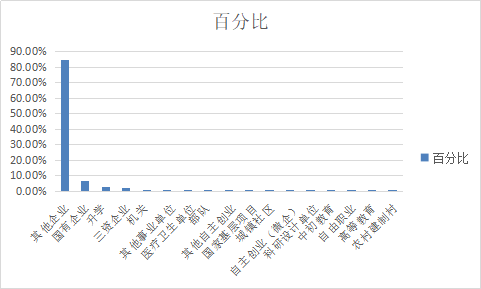 百分比
90.00%
80.00%
70.00%
60.00%
50.00%
40.00%
30.00%
20.00%
10.00%
0.00%
其他企业
国有企业
升学
三资企业
机关
其他事业单位
医疗卫生单位
部队
其他自主创业
国家基层项目
城镇社区
自主创业（微企）
科研设计单位
中初教育
自由职业
高等教育
农村建制村
百分比